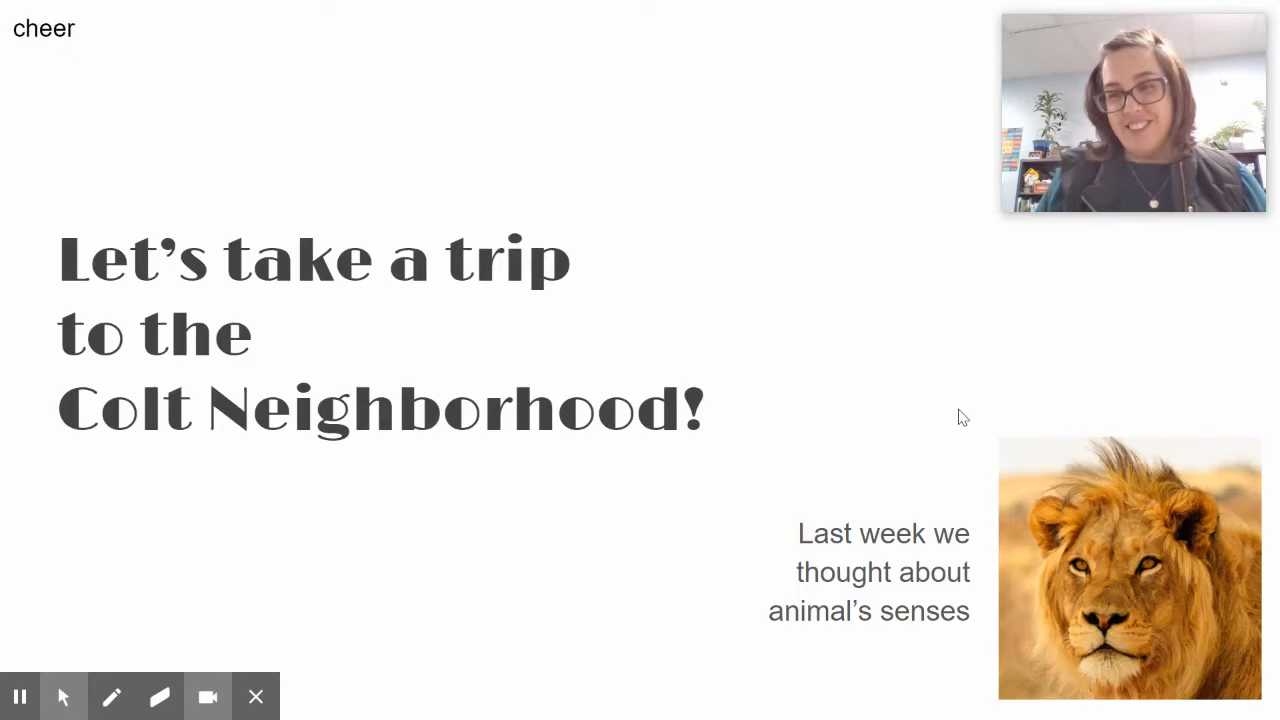 cheer
Let's take a trip
to the
Colt Neighborhood!
Last week we
thought about
animal's senses